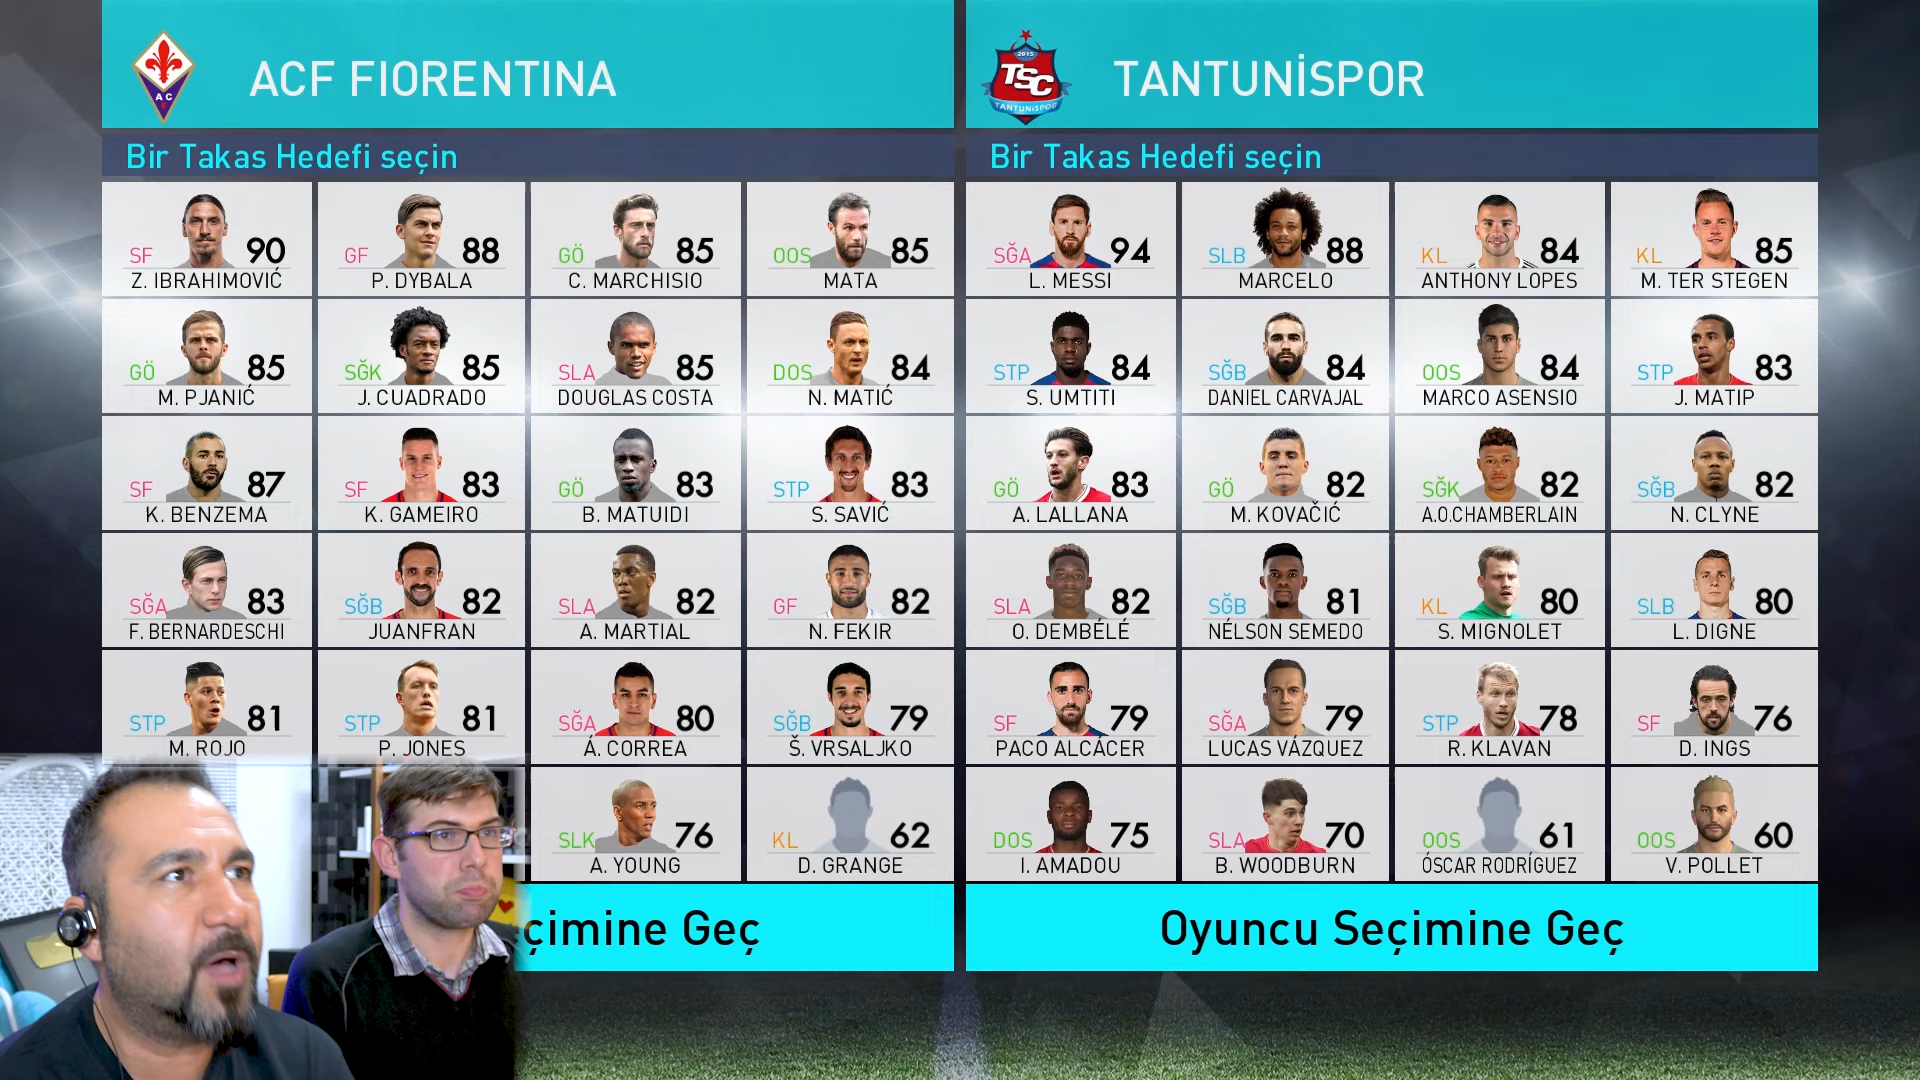 ACF FIORENTINA
Bir Takas Hedefi seçin
SF 90 GF 88 GÖ 85 OOS 85
Z. IBRAHIMOVIĆ P. DYBALA C. MARCHISIO MATA
GÖ 85 SĞK 85 SLA 85 DOS 84
M. PJANIĆ J. CUADRADO DOUGLAS COSTA N. MATIĆ
SF 87 SF 83 GÖ 83 STP 83
K. BENZEMA K. GAMEIRO B. MATUIDI S. SAVIĆ
SĞA 83 SĞB 82 SLA 82 GF 82
F. BERNARDESCHI JUANFRAN A. MARTIAL N. FEKIR
STP 81 STP 81 SĞA 80 SĞB 79
M. ROJO P. JONES Á. CORREA Š. VRSALJKO
SLK 76 KL 62
A. YOUNG D. GRANGE
çimine Geç
AC
F
TANTUNİSPOR
2015
TSC
TANTUNİSPOR
Bir Takas Hedefi seçin
SĞA 94 SLB 88 KL 84 KL 85
L. MESSI MARCELO ANTHONY LOPES M. TER STEGEN
STP 84 SĞB 84 OOS 84 STP 83
S. UMTITI DANIEL CARVAJAL MARCO ASENSIO J. MATIP
GÖ 83 GÖ 82 SĞK 82 SĞB 82
A. LALLANA M. KOVAČIĆ A.O.CHAMBERLAIN N. CLYNE
SLA 82 SĞB 81 KL 80 SLB 80
O. DEMBÉLÉ NÉLSON SEMEDO S. MIGNOLET L. DIGNE
SF 79 SĞA 79 STP 78 SF 76
PACO ALCÁCER LUCAS VÁZQUEZ R. KLAVAN D. INGS
DOS 75 SLA 70 OOS 61 OOS 60
I. AMADOU B. WOODBURN ÓSCAR RODRÍGUEZ V. POLLET
Oyuncu Seçimine Geç